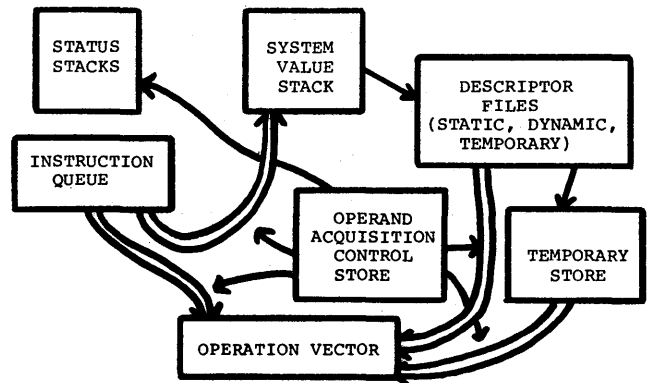 STATUS
STACKS
SYSTEM
VALUE
STACK
DESCRIPTOR
FILES
(STATIC, DYNAMIC,
TEMPORARY)
INSTRUCTION
QUEUE
OPERAND
ACQUISITION
CONTROL
STORE
TEMPORARY
STORE
OPERATION VECTOR